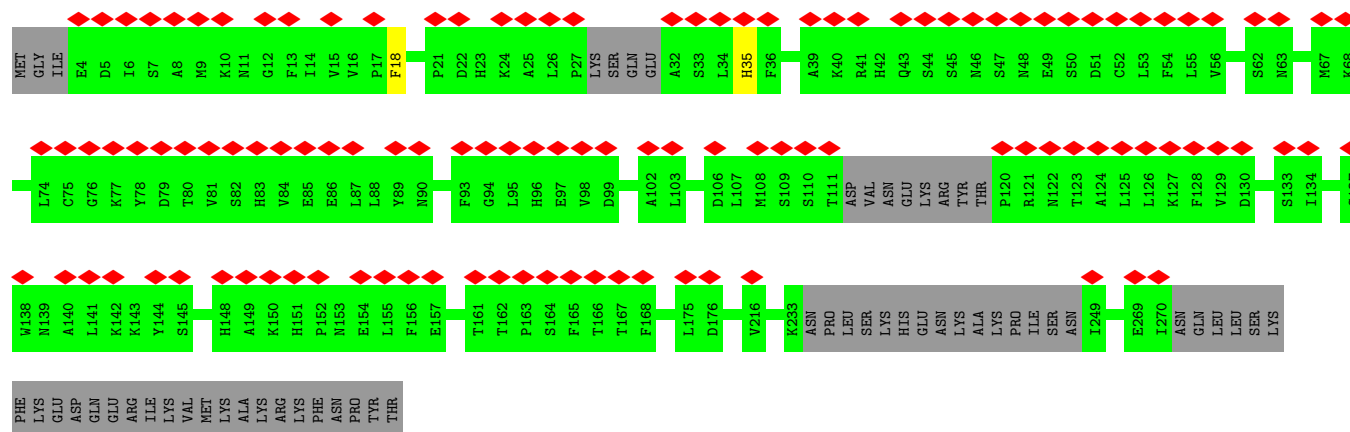 MET GLY ILE E4 D5 I6 S7 A8 M9 K10 N11 G12 F13 I14 V15 V16 P17 F18 P21 D22 H23 K24 A25 L26 P27 LYS SER GLN GLU A32 S33 L34 H35 F36 A39 K40 R41 H42 Q43 S44 S45 N46 S47 N48 E49 S50 D51 C52 L53 F54 L55 V56 S62 N63 M67 K68
L74 C75 G76 K77 Y78 D79 T80 V81 S82 H83 V84 E85 E86 L87 L88 Y89 N90 F93 G94 L95 H96 E97 V98 D99 A102 L103 D106 L107 M108 S109 S110 T111 ASP VAL ASN GLU LYS ARG TYR THR P120 R121 N122 T123 A124 L125 L126 K127 F128 V129 D130 S133 I134
W138 N139 A140 L141 K142 K143 Y144 S145 H148 A149 K150 H151 P152 N153 E154 L155 F156 E157 T161 T162 P163 S164 F165 T166 T167 F168 L175 D176 V216 K233 ASN PRO LEU SER LYS HIS GLU ASN LYS ALA LYS PRO ILE SER ASN I249 E269 I270 ASN GLN LEU LEU SER LYS
PHE LYS GLU ASP GLN GLU ARG ILE LYS VAL MET LYS ALA LYS ARG LYS PHE ASN PRO TYR THR